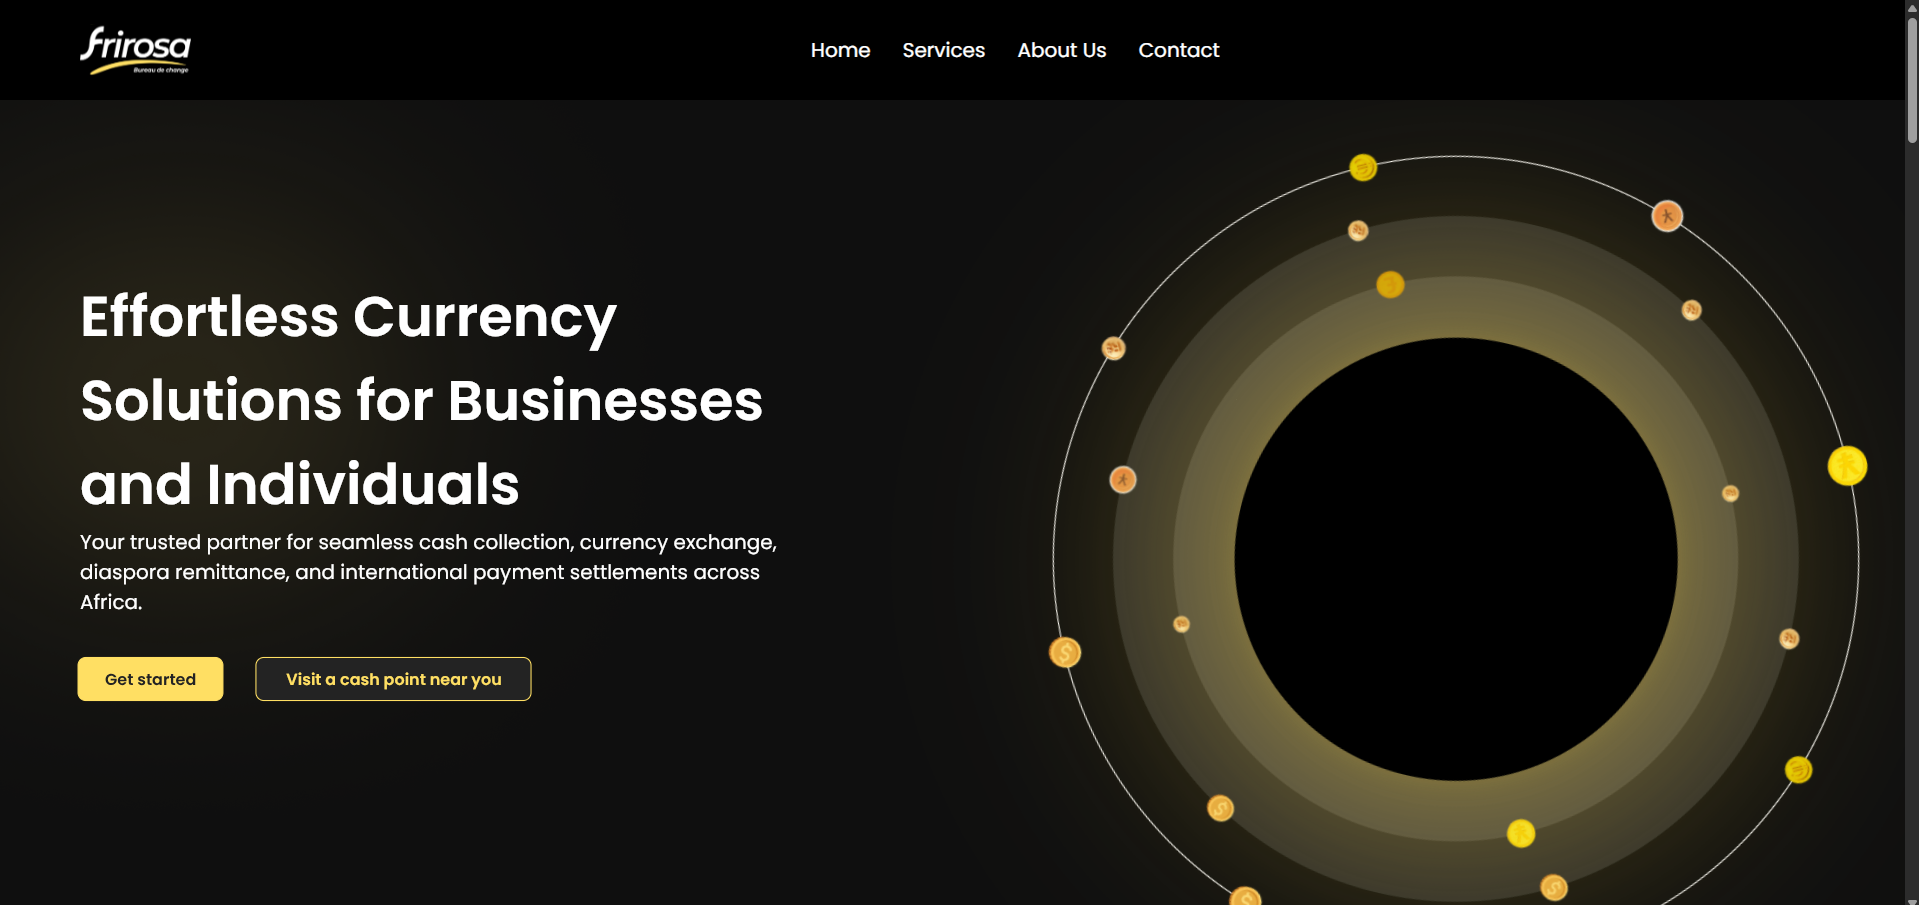 frirosa
Bureau de change
Home
Services
About Us
Contact
Effortless Currency
Solutions for Businesses
and Individuals
Your trusted partner for seamless cash collection, currency exchange,
diaspora remittance, and international payment settlements across
Africa.
Get started
Visit a cash point near you